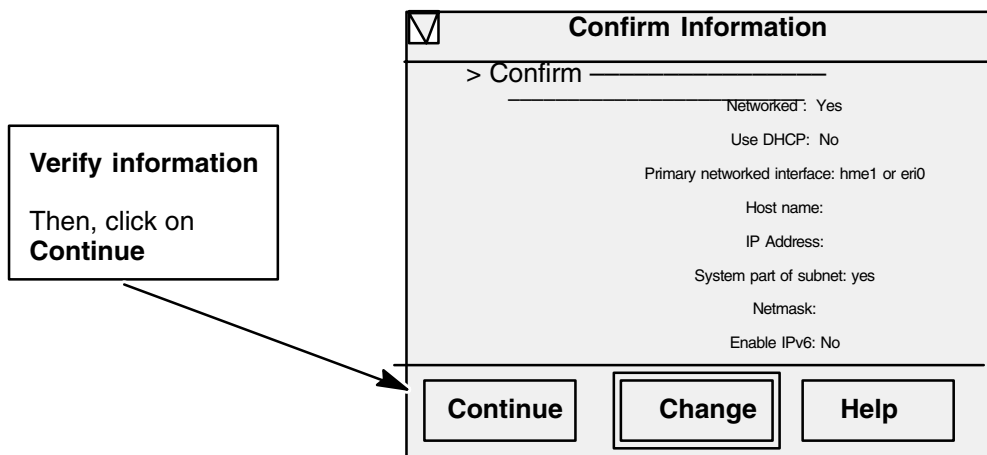 Confirm Information
> Confirm
Networked : Yes
Use DHCP: No
Primary networked interface: hme1 or eri0
Host name:
IP Address:
System part of subnet: yes
Netmask:
Enable IPv6: No
Verify information
Then, click on
Continue
Continue
Change
Help